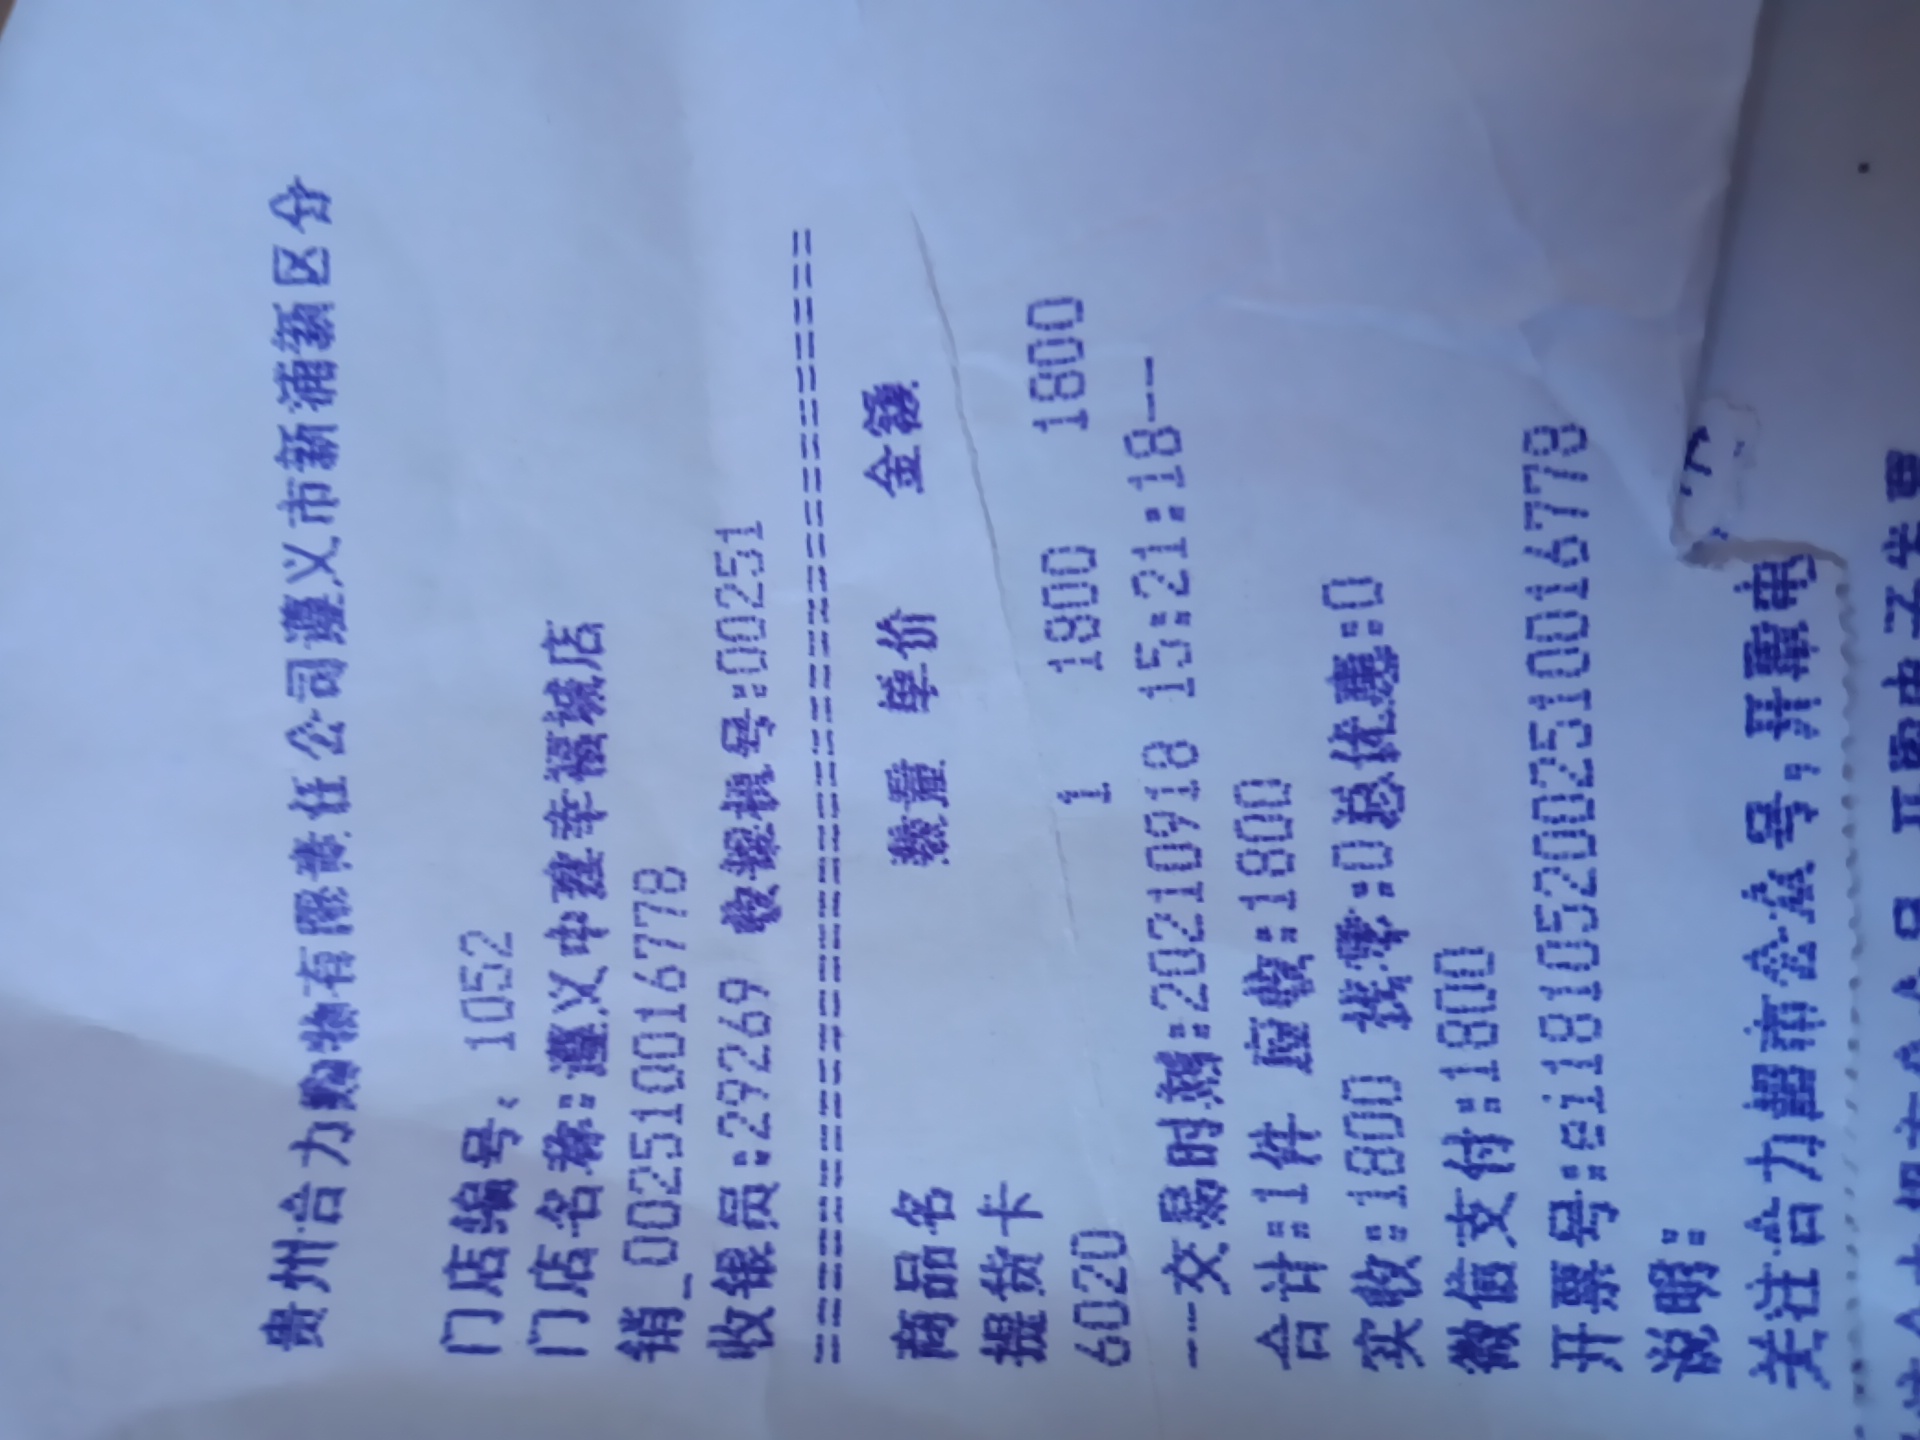 贵州合力购物有限责任公司遵义市新浦新区分
门店编号: 1052
门店名称:遵义中建幸福城店
销_002510016778
收银员:29269 收银机号:00251
==================================
商品名 数量 单价 金额
提货卡
6020 1 1800 1800
---交易时间:20210918 15:21:18--
合计:1件 应收:1800
实收:1800 找零:0总优惠:0
微信支付:1800
开票号:ei181052002510016778
说明:
关注合力超市公众号,开票电